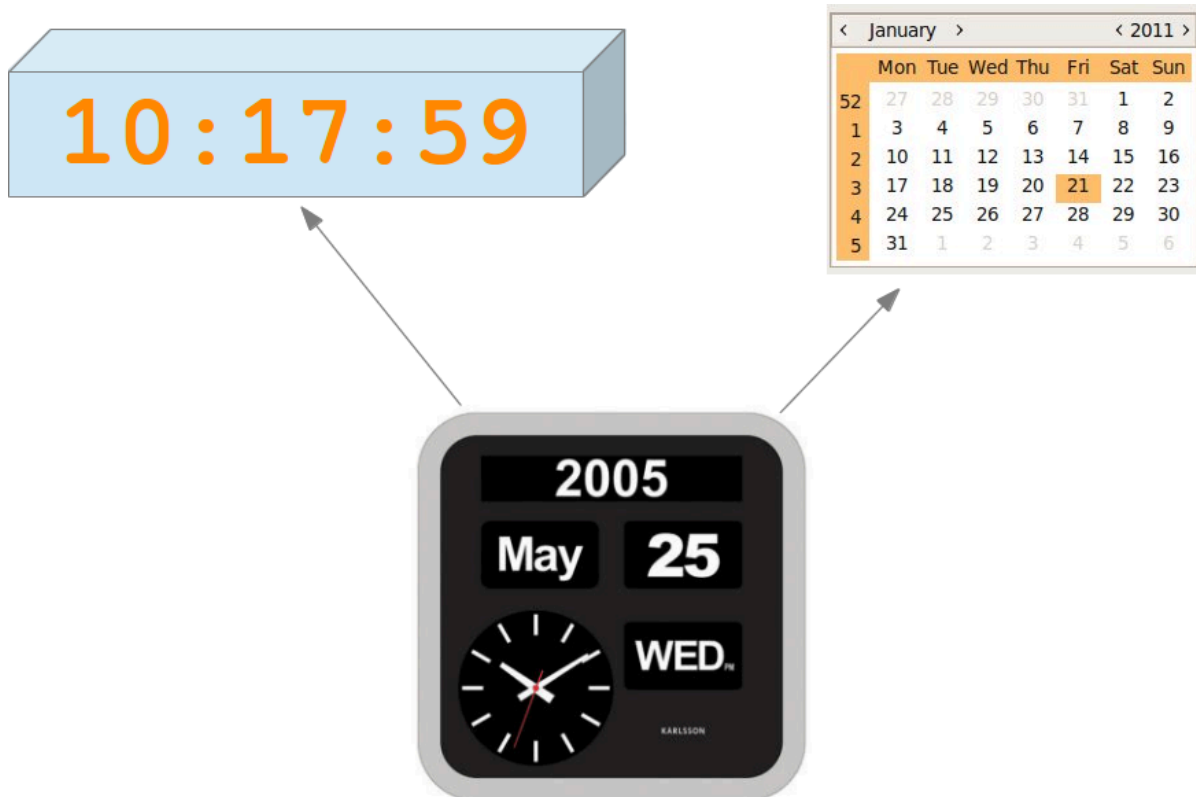 10:17:59
< January > < 2011 >
Mon Tue Wed Thu Fri Sat Sun
52 27 28 29 30 31 1 2
1 3 4 5 6 7 8 9
2 10 11 12 13 14 15 16
3 17 18 19 20 21 22 23
4 24 25 26 27 28 29 30
5 31 1 2 3 4 5 6
2005
May 25
WED PM
KARLSSON